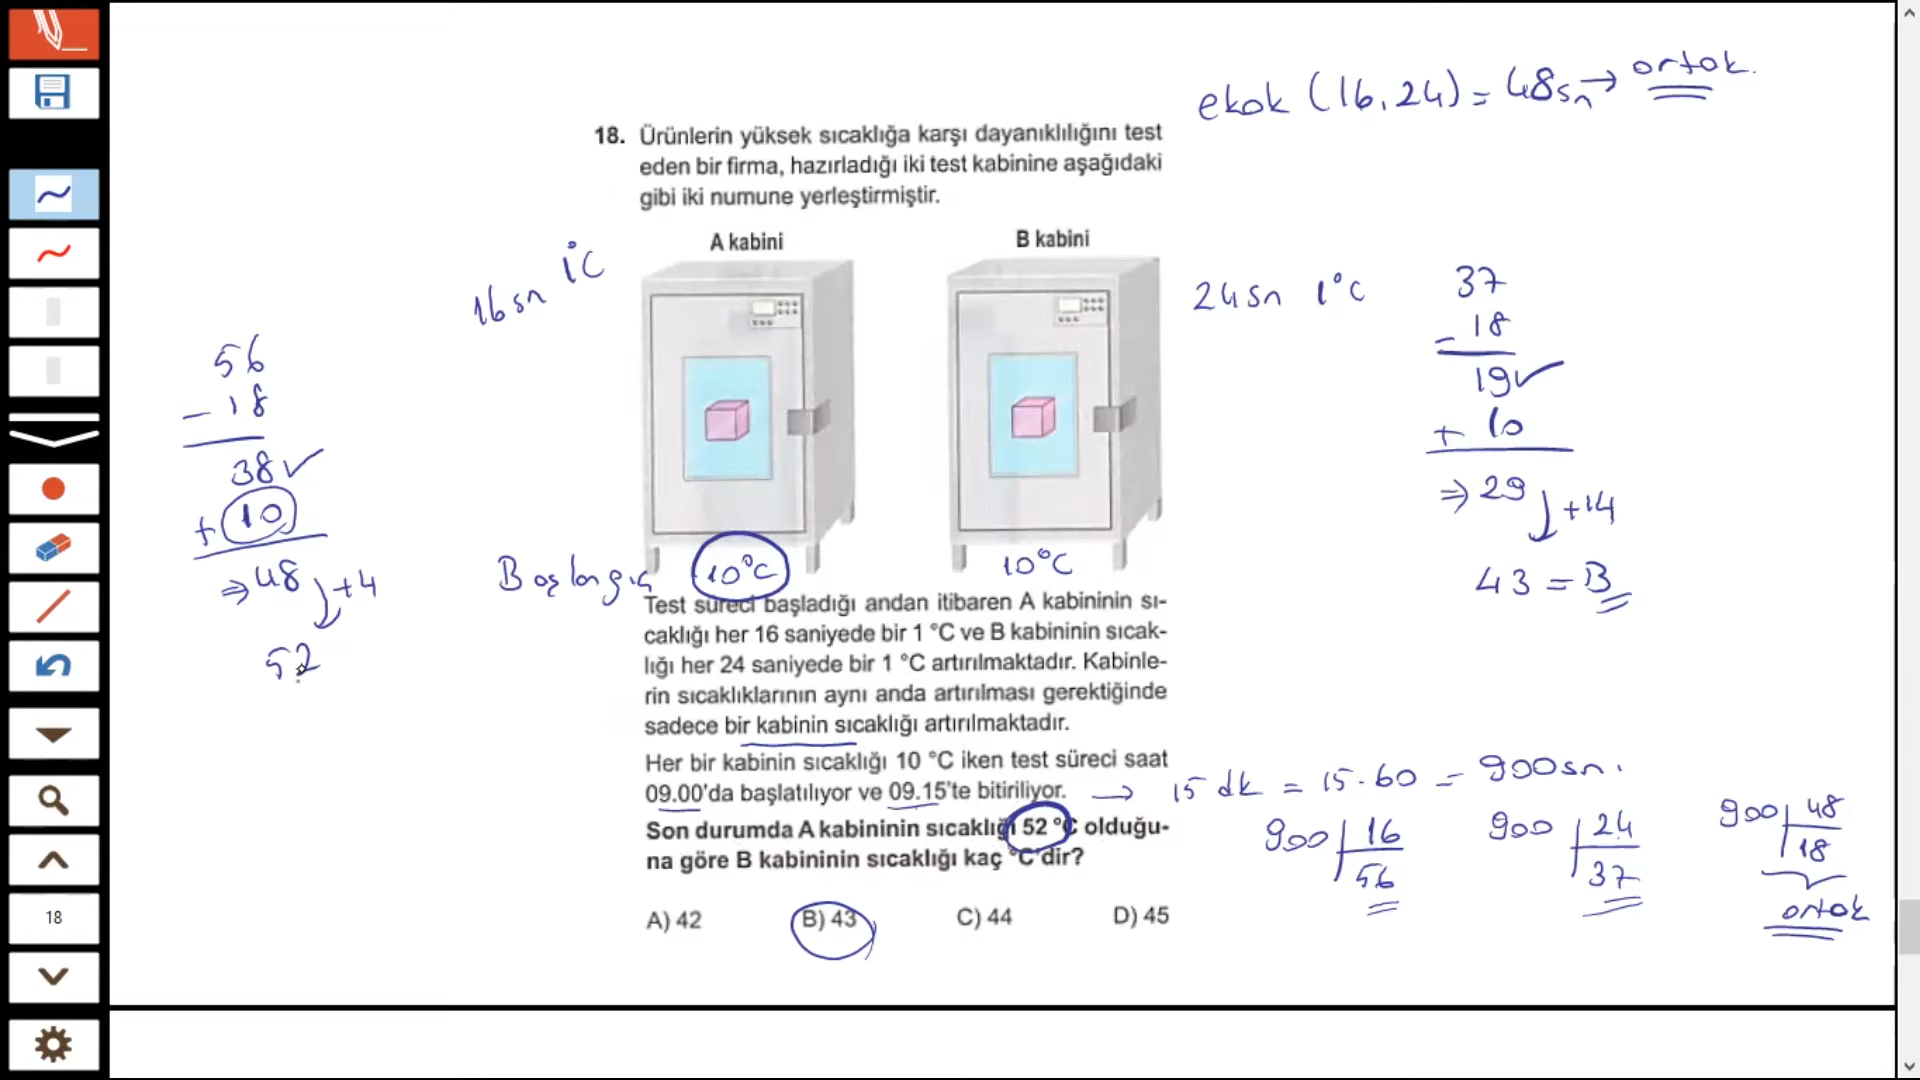 ekok (16,24) = 48sn → ortak.
18. Ürünlerin yüksek sıcaklığa karşı dayanıklılığını test
eden bir firma, hazırladığı iki test kabinine aşağıdaki
gibi iki numune yerleştirmiştir.
A kabini
B kabini
16sn 1°C
24sn 1°C
56
- 18
38 ✓
+ 10
⇒ 48
+4
52
37
- 18
19 ✓
+ 10
⇒ 29
+14
43 = B
Başlangıç
10°C
10°C
Test süreci başladığı andan itibaren A kabininin sı-
caklığı her 16 saniyede bir 1 °C ve B kabininin sıcak-
lığı her 24 saniyede bir 1 °C artırılmaktadır. Kabinle-
rin sıcaklıklarının aynı anda artırılması gerektiğinde
sadece bir kabinin sıcaklığı artırılmaktadır.
Her bir kabinin sıcaklığı 10 °C iken test süreci saat
09.00'da başlatılıyor ve 09.15'te bitiriliyor.
→ 15 dk = 15.60 = 900sn.
Son durumda A kabininin sıcaklığı 52 °C olduğu-
na göre B kabininin sıcaklığı kaç °C'dir?
900 | 16
56
900 | 24
37
900 | 48
18
ortak
A) 42
B) 43
C) 44
D) 45
18